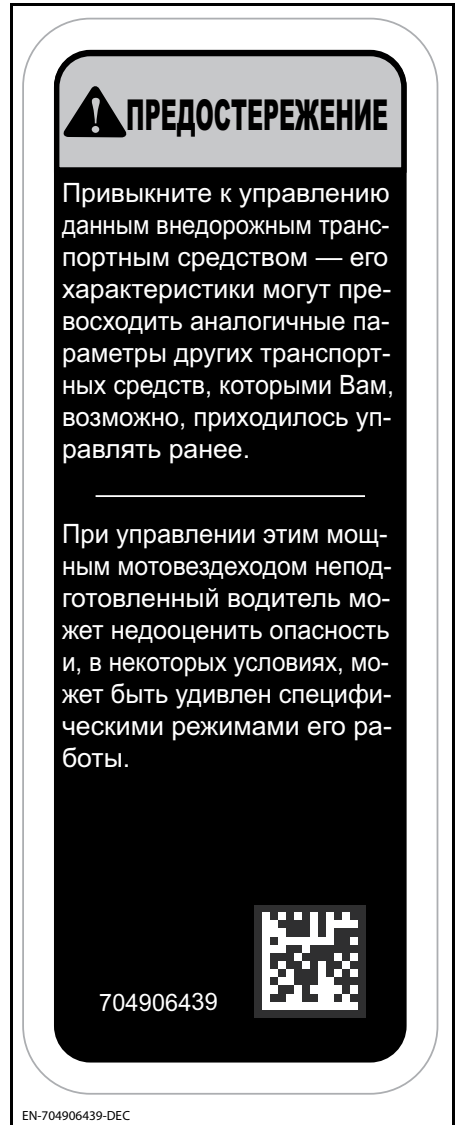 ПРЕДОСТЕРЕЖЕНИЕ
Привыкните к управлению
данным внедорожным транс-
портным средством — его
характеристики могут пре-
восходить аналогичные па-
раметры других транспорт-
ных средств, которыми Вам,
возможно, приходилось уп-
равлять ранее.
При управлении этим мощ-
ным мотовездеходом непод-
готовленный водитель мо-
жет недооценить опасность
и, в некоторых условиях, мо-
жет быть удивлен специфи-
ческими режимами его ра-
боты.
704906439
EN-704906439-DEC